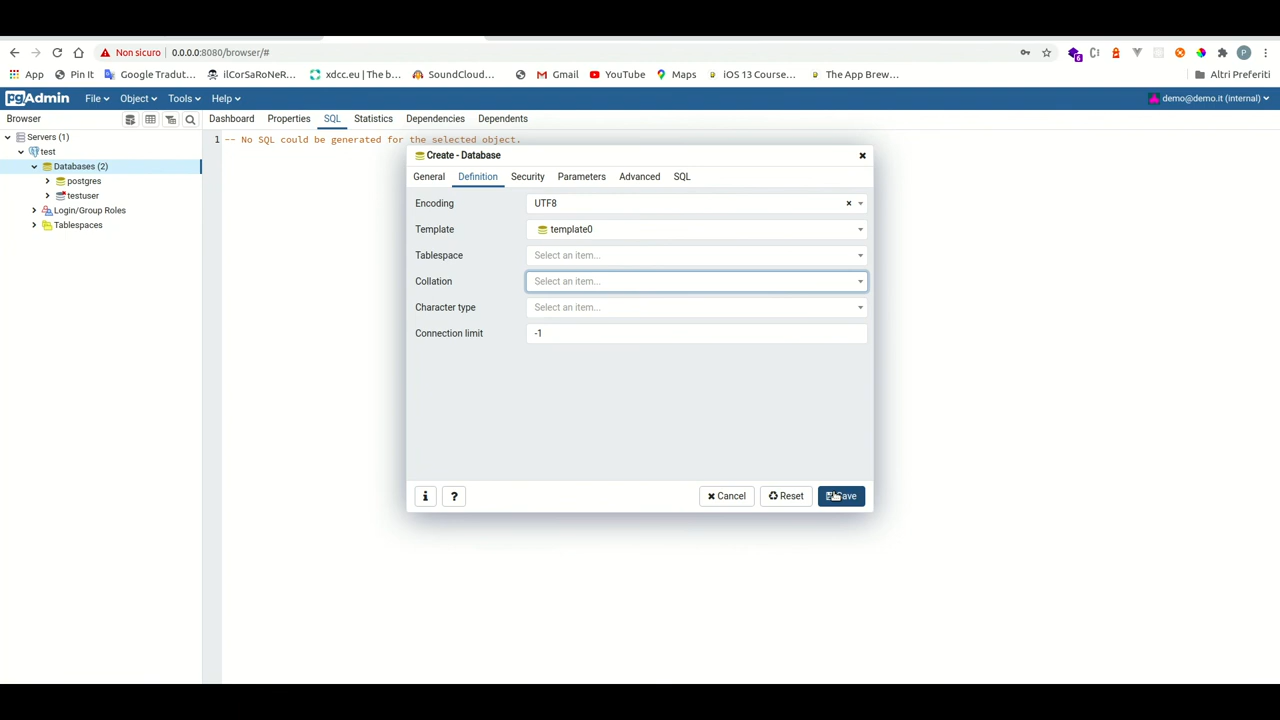 Non sicuro 0.0.0.0:8080/browser/#
App Pin It Google Tradut... ilCorSaRoNeR... xdcc.eu | The b... SoundCloud... Gmail YouTube Maps iOS 13 Course... The App Brew... Altri Preferiti
pgAdmin File Object Tools Help demo@demo.it (internal)
Browser Dashboard Properties SQL Statistics Dependencies Dependents
Servers (1)
test
Databases (2)
postgres
testuser
Login/Group Roles
Tablespaces
1 -- No SQL could be generated for the selected object.
Create - Database
General Definition Security Parameters Advanced SQL
Encoding UTF8
Template template0
Tablespace Select an item...
Collation Select an item...
Character type Select an item...
Connection limit -1
i ? Cancel Reset Save